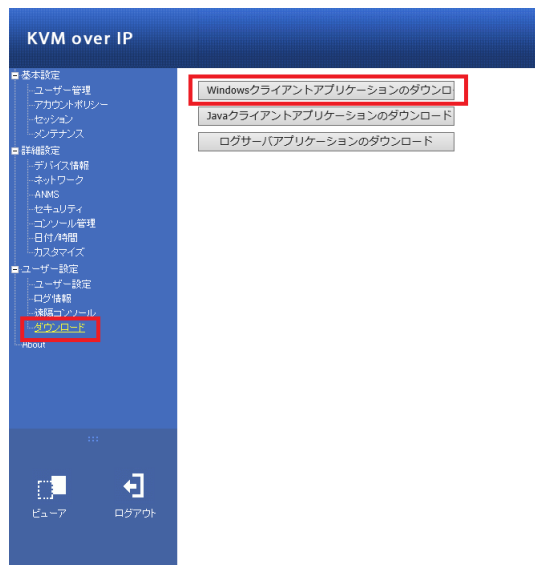 KVM over IP
基本設定
ユーザー管理
アカウントポリシー
セッション
メンテナンス
詳細設定
デバイス情報
ネットワーク
ANMS
セキュリティ
コンソール管理
日付/時間
カスタマイズ
ユーザー設定
ユーザー設定
ログ情報
遠隔コンソール
ダウンロード
About
Windowsクライアントアプリケーションのダウンロ
Javaクライアントアプリケーションのダウンロード
ログサーバアプリケーションのダウンロード
ビューア
ログアウト